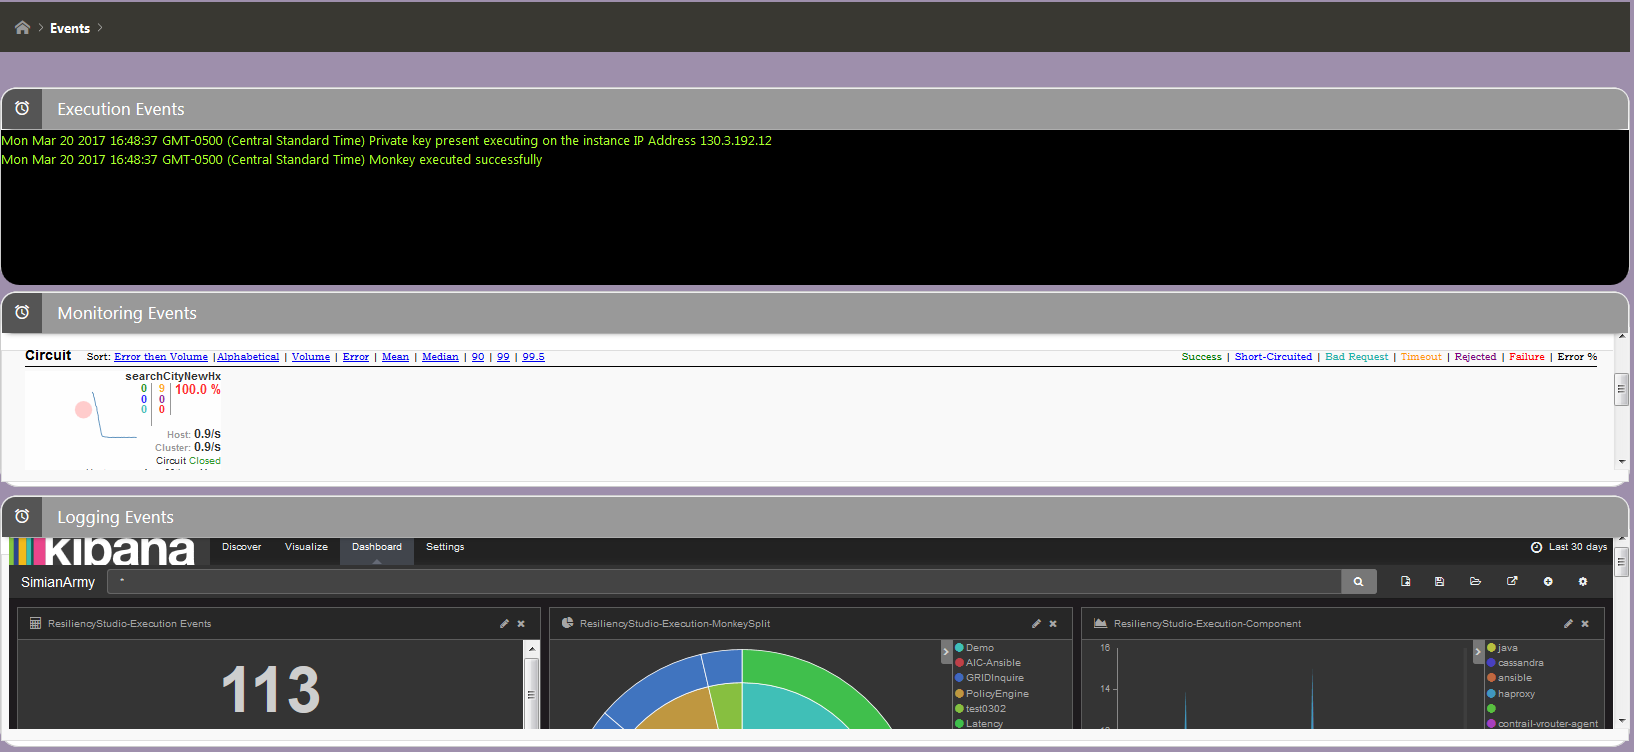 Events
Execution Events
Mon Mar 20 2017 16:48:37 GMT-0500 (Central Standard Time) Private key present executing on the instance IP Address 130.3.192.12
Mon Mar 20 2017 16:48:37 GMT-0500 (Central Standard Time) Monkey executed successfully
Monitoring Events
Circuit Sort: Error then Volume | Alphabetical | Volume | Error | Mean | Median | 90 | 99 | 99.5 Success | Short-Circuited | Bad Request | Timeout | Rejected | Failure | Error %
searchCityNewHx
0 9 100.0 %
0 0
0 0
Host: 0.9/s
Cluster: 0.9/s
Circuit Closed
Logging Events
kibana Discover Visualize Dashboard Settings Last 30 days
SimianArmy *
ResiliencyStudio-Execution Events
113
ResiliencyStudio-Execution-MonkeySplit
Demo
AIC-Ansible
GRIDInquire
PolicyEngine
test0302
Latency
ResiliencyStudio-Execution-Component
16
14
java
cassandra
ansible
haproxy
contrail-vrouter-agent